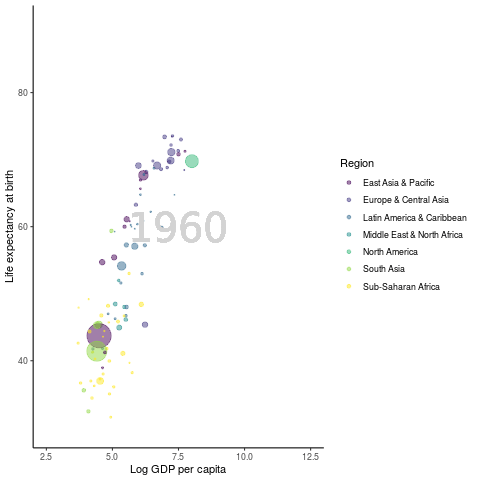 80
60
40
Life expectancy at birth
1960
2.5 5.0 7.5 10.0 12.5
Log GDP per capita
Region
East Asia & Pacific
Europe & Central Asia
Latin America & Caribbean
Middle East & North Africa
North America
South Asia
Sub-Saharan Africa